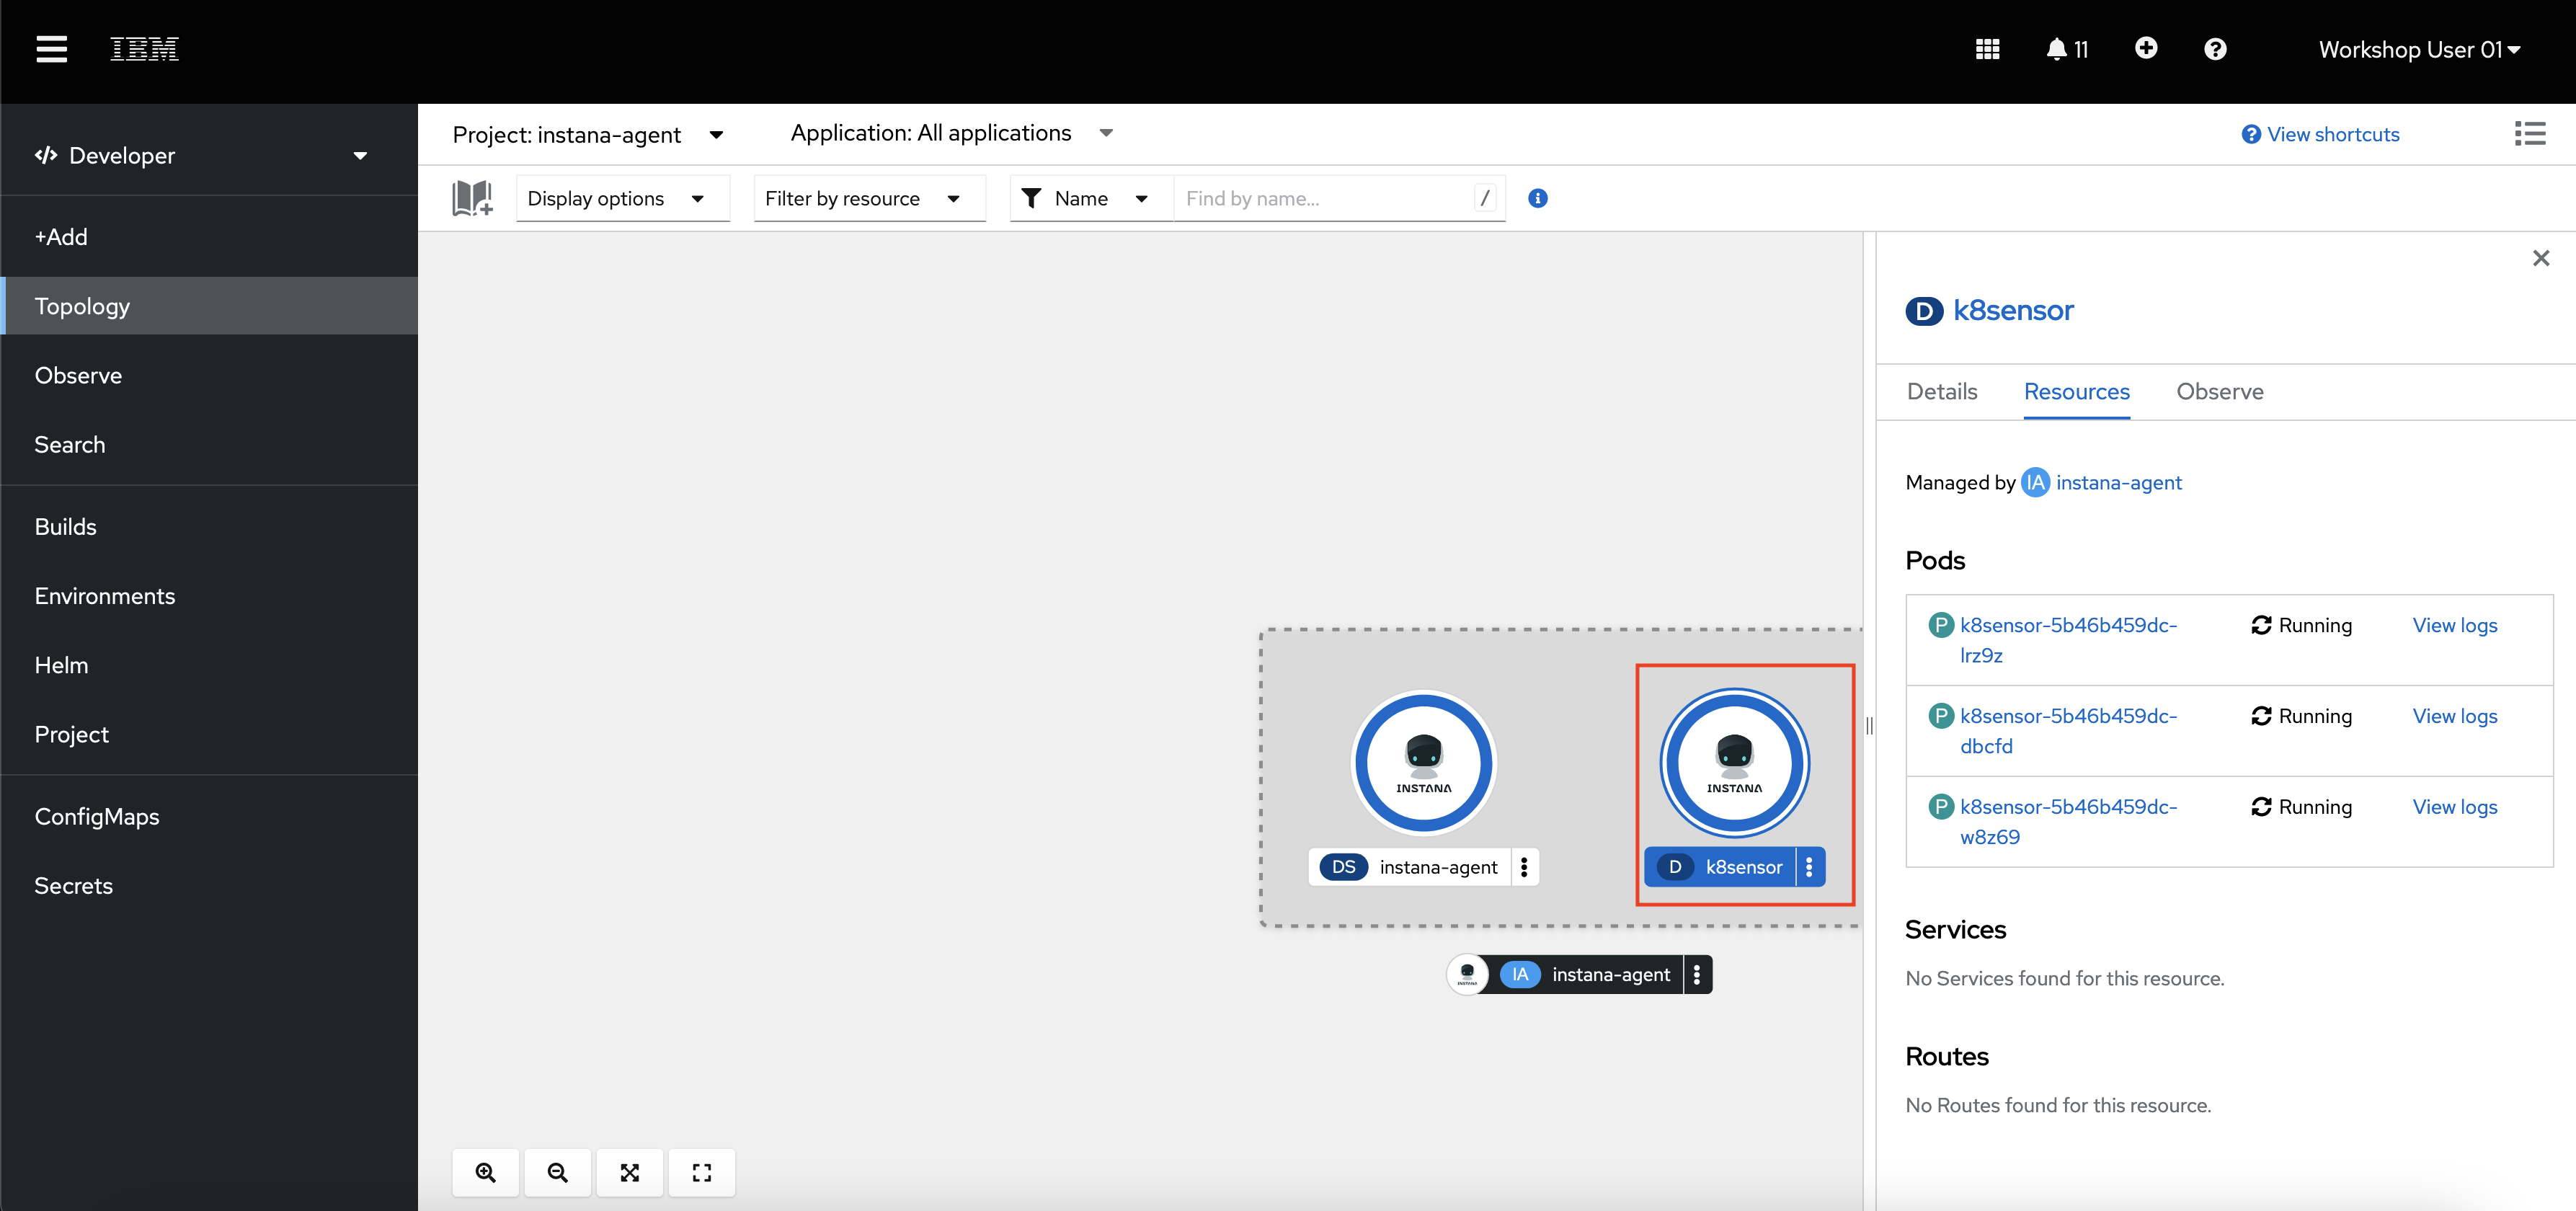 IBM
11
Workshop User 01
Developer
+Add
Topology
Observe
Search
Builds
Environments
Helm
Project
ConfigMaps
Secrets
Project: instana-agent
Application: All applications
View shortcuts
Display options
Filter by resource
Name
Find by name...
/
INSTANA
DS instana-agent
INSTANA
D k8sensor
INSTANA
IA instana-agent
D k8sensor
Details
Resources
Observe
Managed by IA instana-agent
Pods
P k8sensor-5b46b459dc-
lrz9z
Running
View logs
P k8sensor-5b46b459dc-
dbcfd
Running
View logs
P k8sensor-5b46b459dc-
w8z69
Running
View logs
Services
No Services found for this resource.
Routes
No Routes found for this resource.